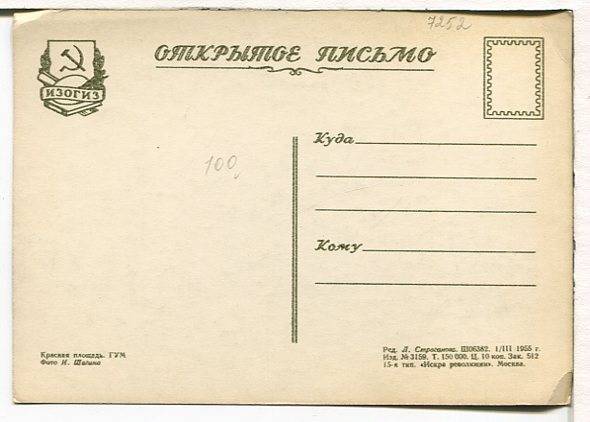 7252
ОТКРЫТОЕ ПИСЬМО
ИЗОГИЗ
Куда
100
Кому
Красная площадь. ГУМ
Фото И. Шагина
Ред. Л. Строганова. Ш06382. 1/III 1955 г.
Изд. № 3159. Т. 150 000. Ц. 10 коп. Зак. 512
15-я тип. «Искра революции». Москва.